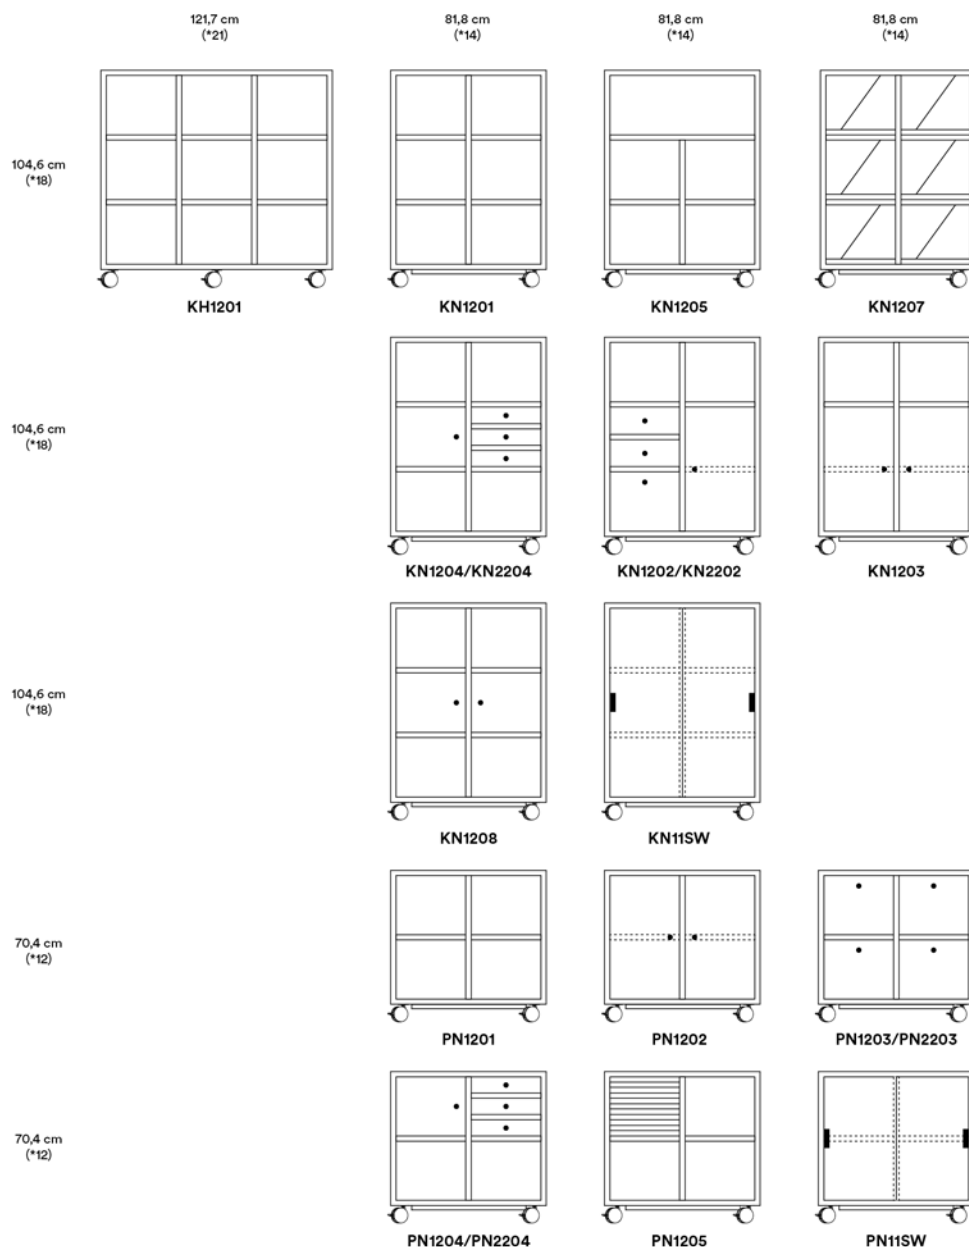 121,7 cm
(*21)
81,8 cm
(*14)
81,8 cm
(*14)
81,8 cm
(*14)
104,6 cm
(*18)
KH1201
KN1201
KN1205
KN1207
104,6 cm
(*18)
KN1204/KN2204
KN1202/KN2202
KN1203
104,6 cm
(*18)
KN1208
KN11SW
70,4 cm
(*12)
PN1201
PN1202
PN1203/PN2203
70,4 cm
(*12)
PN1204/PN2204
PN1205
PN11SW